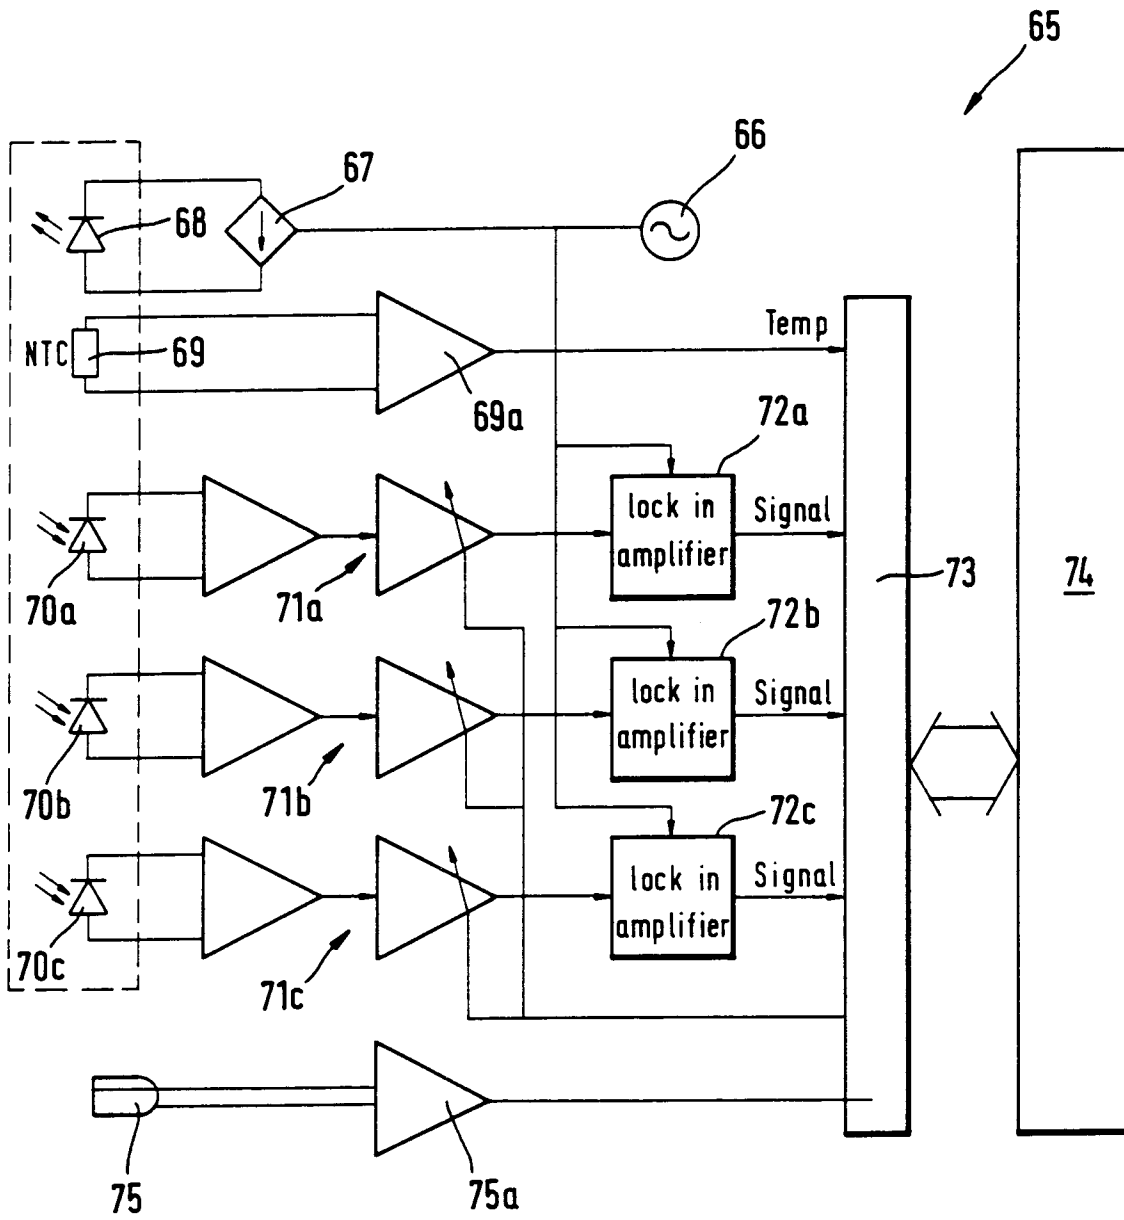 65
66
67
68
Temp
NTC
69
69a
72a
lock in
amplifier
Signal
70a
71a
73
74
72b
lock in
amplifier
Signal
70b
71b
72c
lock in
amplifier
Signal
70c
71c
75
75a